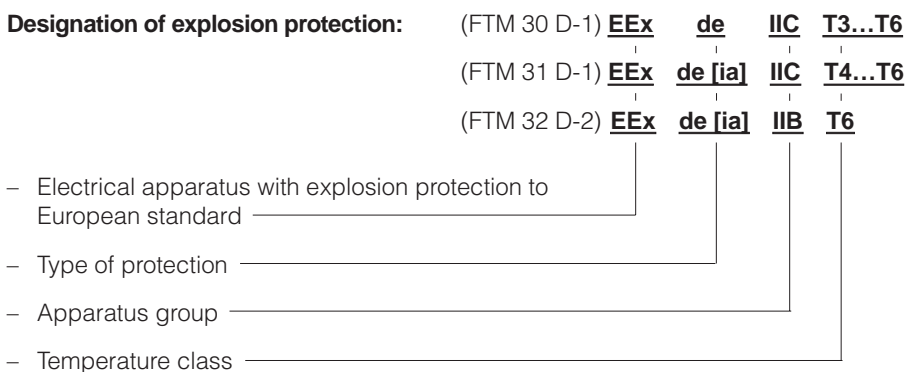 Designation of explosion protection: (FTM 30 D-1) EEx de IIC T3...T6
(FTM 31 D-1) EEx de [ia] IIC T4...T6
(FTM 32 D-2) EEx de [ia] IIB T6
– Electrical apparatus with explosion protection to
European standard
– Type of protection
– Apparatus group
– Temperature class